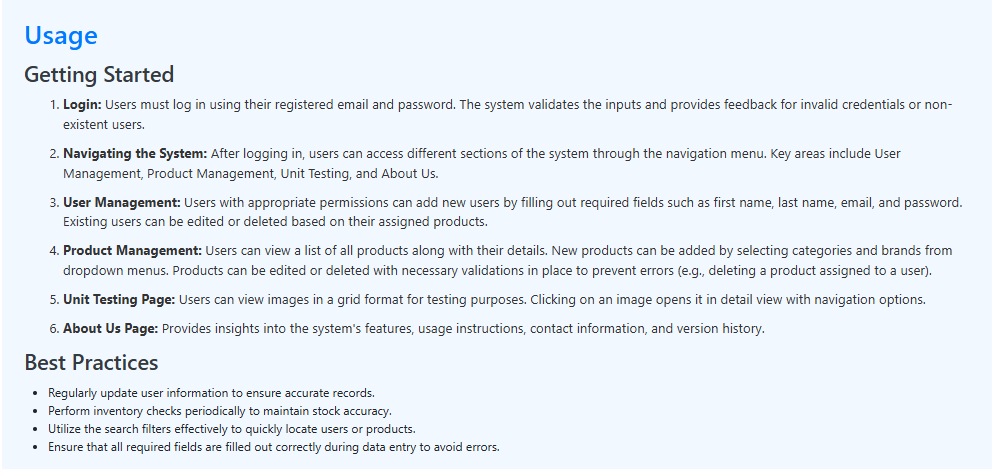 Usage
Getting Started
1. Login: Users must log in using their registered email and password. The system validates the inputs and provides feedback for invalid credentials or non-
existent users.
2. Navigating the System: After logging in, users can access different sections of the system through the navigation menu. Key areas include User
Management, Product Management, Unit Testing, and About Us.
3. User Management: Users with appropriate permissions can add new users by filling out required fields such as first name, last name, email, and password.
Existing users can be edited or deleted based on their assigned products.
4. Product Management: Users can view a list of all products along with their details. New products can be added by selecting categories and brands from
dropdown menus. Products can be edited or deleted with necessary validations in place to prevent errors (e.g., deleting a product assigned to a user).
5. Unit Testing Page: Users can view images in a grid format for testing purposes. Clicking on an image opens it in detail view with navigation options.
6. About Us Page: Provides insights into the system's features, usage instructions, contact information, and version history.
Best Practices
• Regularly update user information to ensure accurate records.
• Perform inventory checks periodically to maintain stock accuracy.
• Utilize the search filters effectively to quickly locate users or products.
• Ensure that all required fields are filled out correctly during data entry to avoid errors.